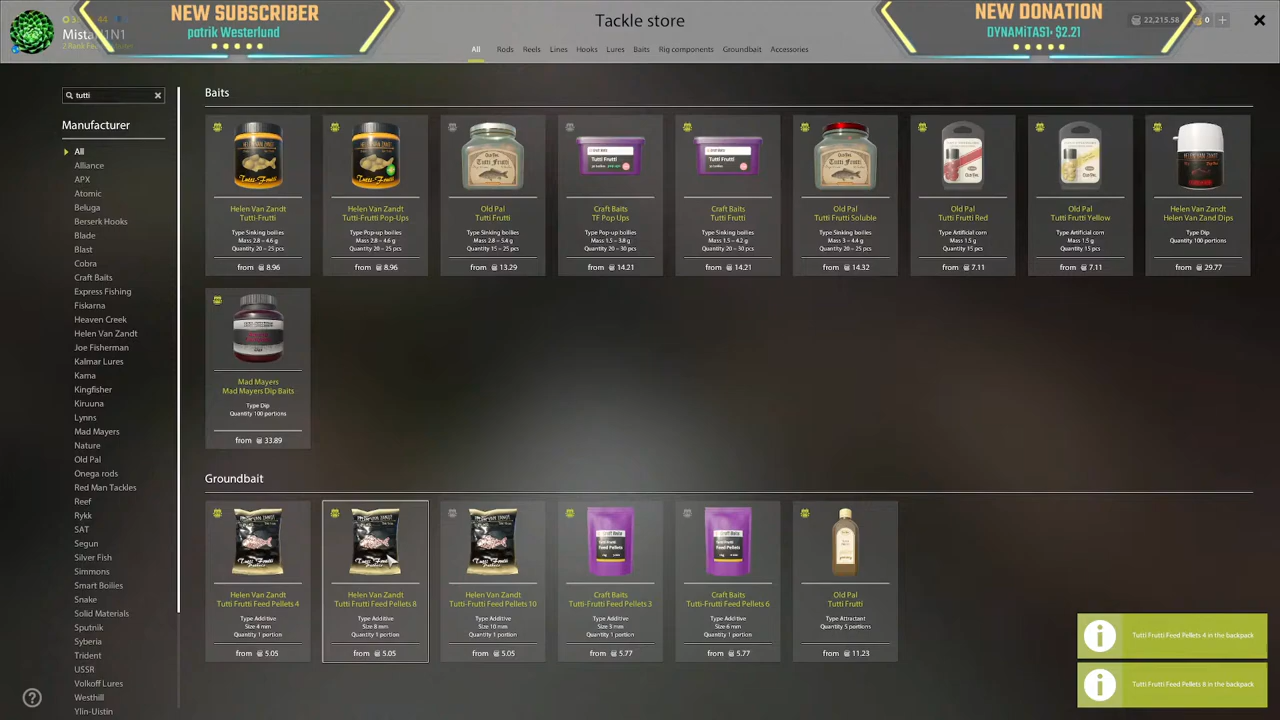 NEW SUBSCRIBER
patrik Westerlund
Tackle store
NEW DONATION
DYNAMiTAS1• $2.21
44
22,215.58
0
All
Rods
Reels
Lines
Hooks
Lures
Baits
Rig components
Groundbait
Accessories
tutti
Manufacturer
All
Alliance
APX
Atomic
Beluga
Berserk Hooks
Blade
Blast
Cobra
Craft Baits
Express Fishing
Fiskarna
Heaven Creek
Helen Van Zandt
Joe Fisherman
Kalmar Lures
Kama
Kingfisher
Kiruuna
Lynns
Mad Mayers
Nature
Old Pal
Omega rods
Red Man Tackles
Reef
Rykk
SAT
Segun
Silver Fish
Simmons
Smart Boilies
Snake
Solid Materials
Sputnik
Syberia
Trident
USSR
Volkoff Lures
Westhill
Ylin-Uistin
Baits
Helen Van Zandt
Tutti-Frutti
Type Sinking boilies
Mass 2.8 – 4.6 g
Quantity 20 – 25 pcs
from 8.96
Helen Van Zandt
Tutti-Frutti Pop-Ups
Type Pop-up boilies
Mass 2.8 – 4.6 g
Quantity 20 – 25 pcs
from 8.96
Old Pal
Tutti Frutti
Type Sinking boilies
Mass 2.8 – 5.4 g
Quantity 15 – 25 pcs
from 13.29
Craft Baits
TF Pop Ups
Type Pop-up boilies
Mass 1.5 – 3.8 g
Quantity 20 – 30 pcs
from 14.21
Craft Baits
Tutti Frutti
Type Sinking boilies
Mass 1.5 – 4.2 g
Quantity 20 – 30 pcs
from 14.21
Old Pal
Tutti Frutti Soluble
Type Sinking boilies
Mass 3 – 4.4 g
Quantity 20 – 25 pcs
from 14.32
Old Pal
Tutti Frutti Red
Type Artificial corn
Mass 1.5 g
Quantity 15 pcs
from 7.11
Old Pal
Tutti Frutti Yellow
Type Artificial corn
Mass 1.5 g
Quantity 15 pcs
from 7.11
Helen Van Zandt
Helen Van Zand Dips
Type Dip
Quantity 100 portions
from 29.77
Mad Mayers
Mad Mayers Dip Baits
Type Dip
Quantity 100 portions
from 33.89
Groundbait
Helen Van Zandt
Tutti Frutti Feed Pellets 4
Type Additive
Size 4 mm
Quantity 1 portion
from 5.05
Helen Van Zandt
Tutti Frutti Feed Pellets 8
Type Additive
Size 8 mm
Quantity 1 portion
from 5.05
Helen Van Zandt
Tutti-Frutti Feed Pellets 10
Type Additive
Size 10 mm
Quantity 1 portion
from 5.05
Craft Baits
Tutti-Frutti Feed Pellets 3
Type Additive
Size 3 mm
Quantity 1 portion
from 5.77
Craft Baits
Tutti-Frutti Feed Pellets 6
Type Additive
Size 6 mm
Quantity 1 portion
from 5.77
Old Pal
Tutti Frutti
Type Attractant
Quantity 5 portions
from 11.23
Tutti Frutti Feed Pellets 4 in the backpack
Tutti Frutti Feed Pellets 8 in the backpack